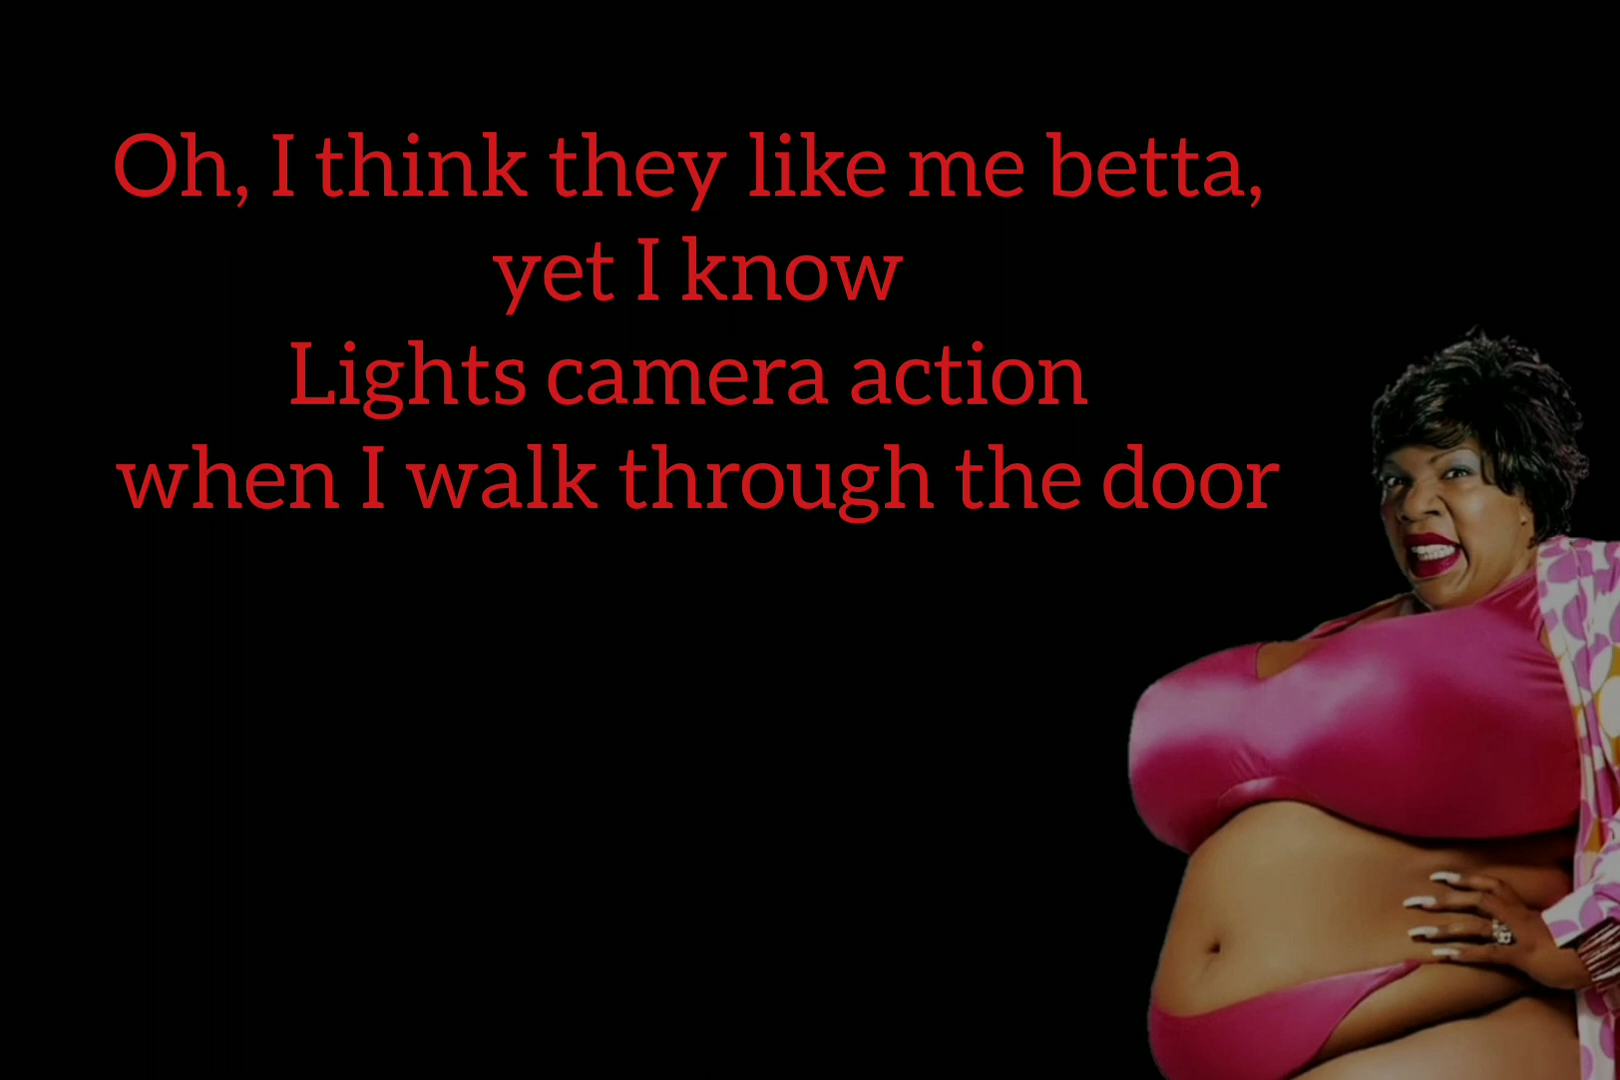 Oh, I think they like me betta,
yet I know
Lights camera action
when I walk through the door